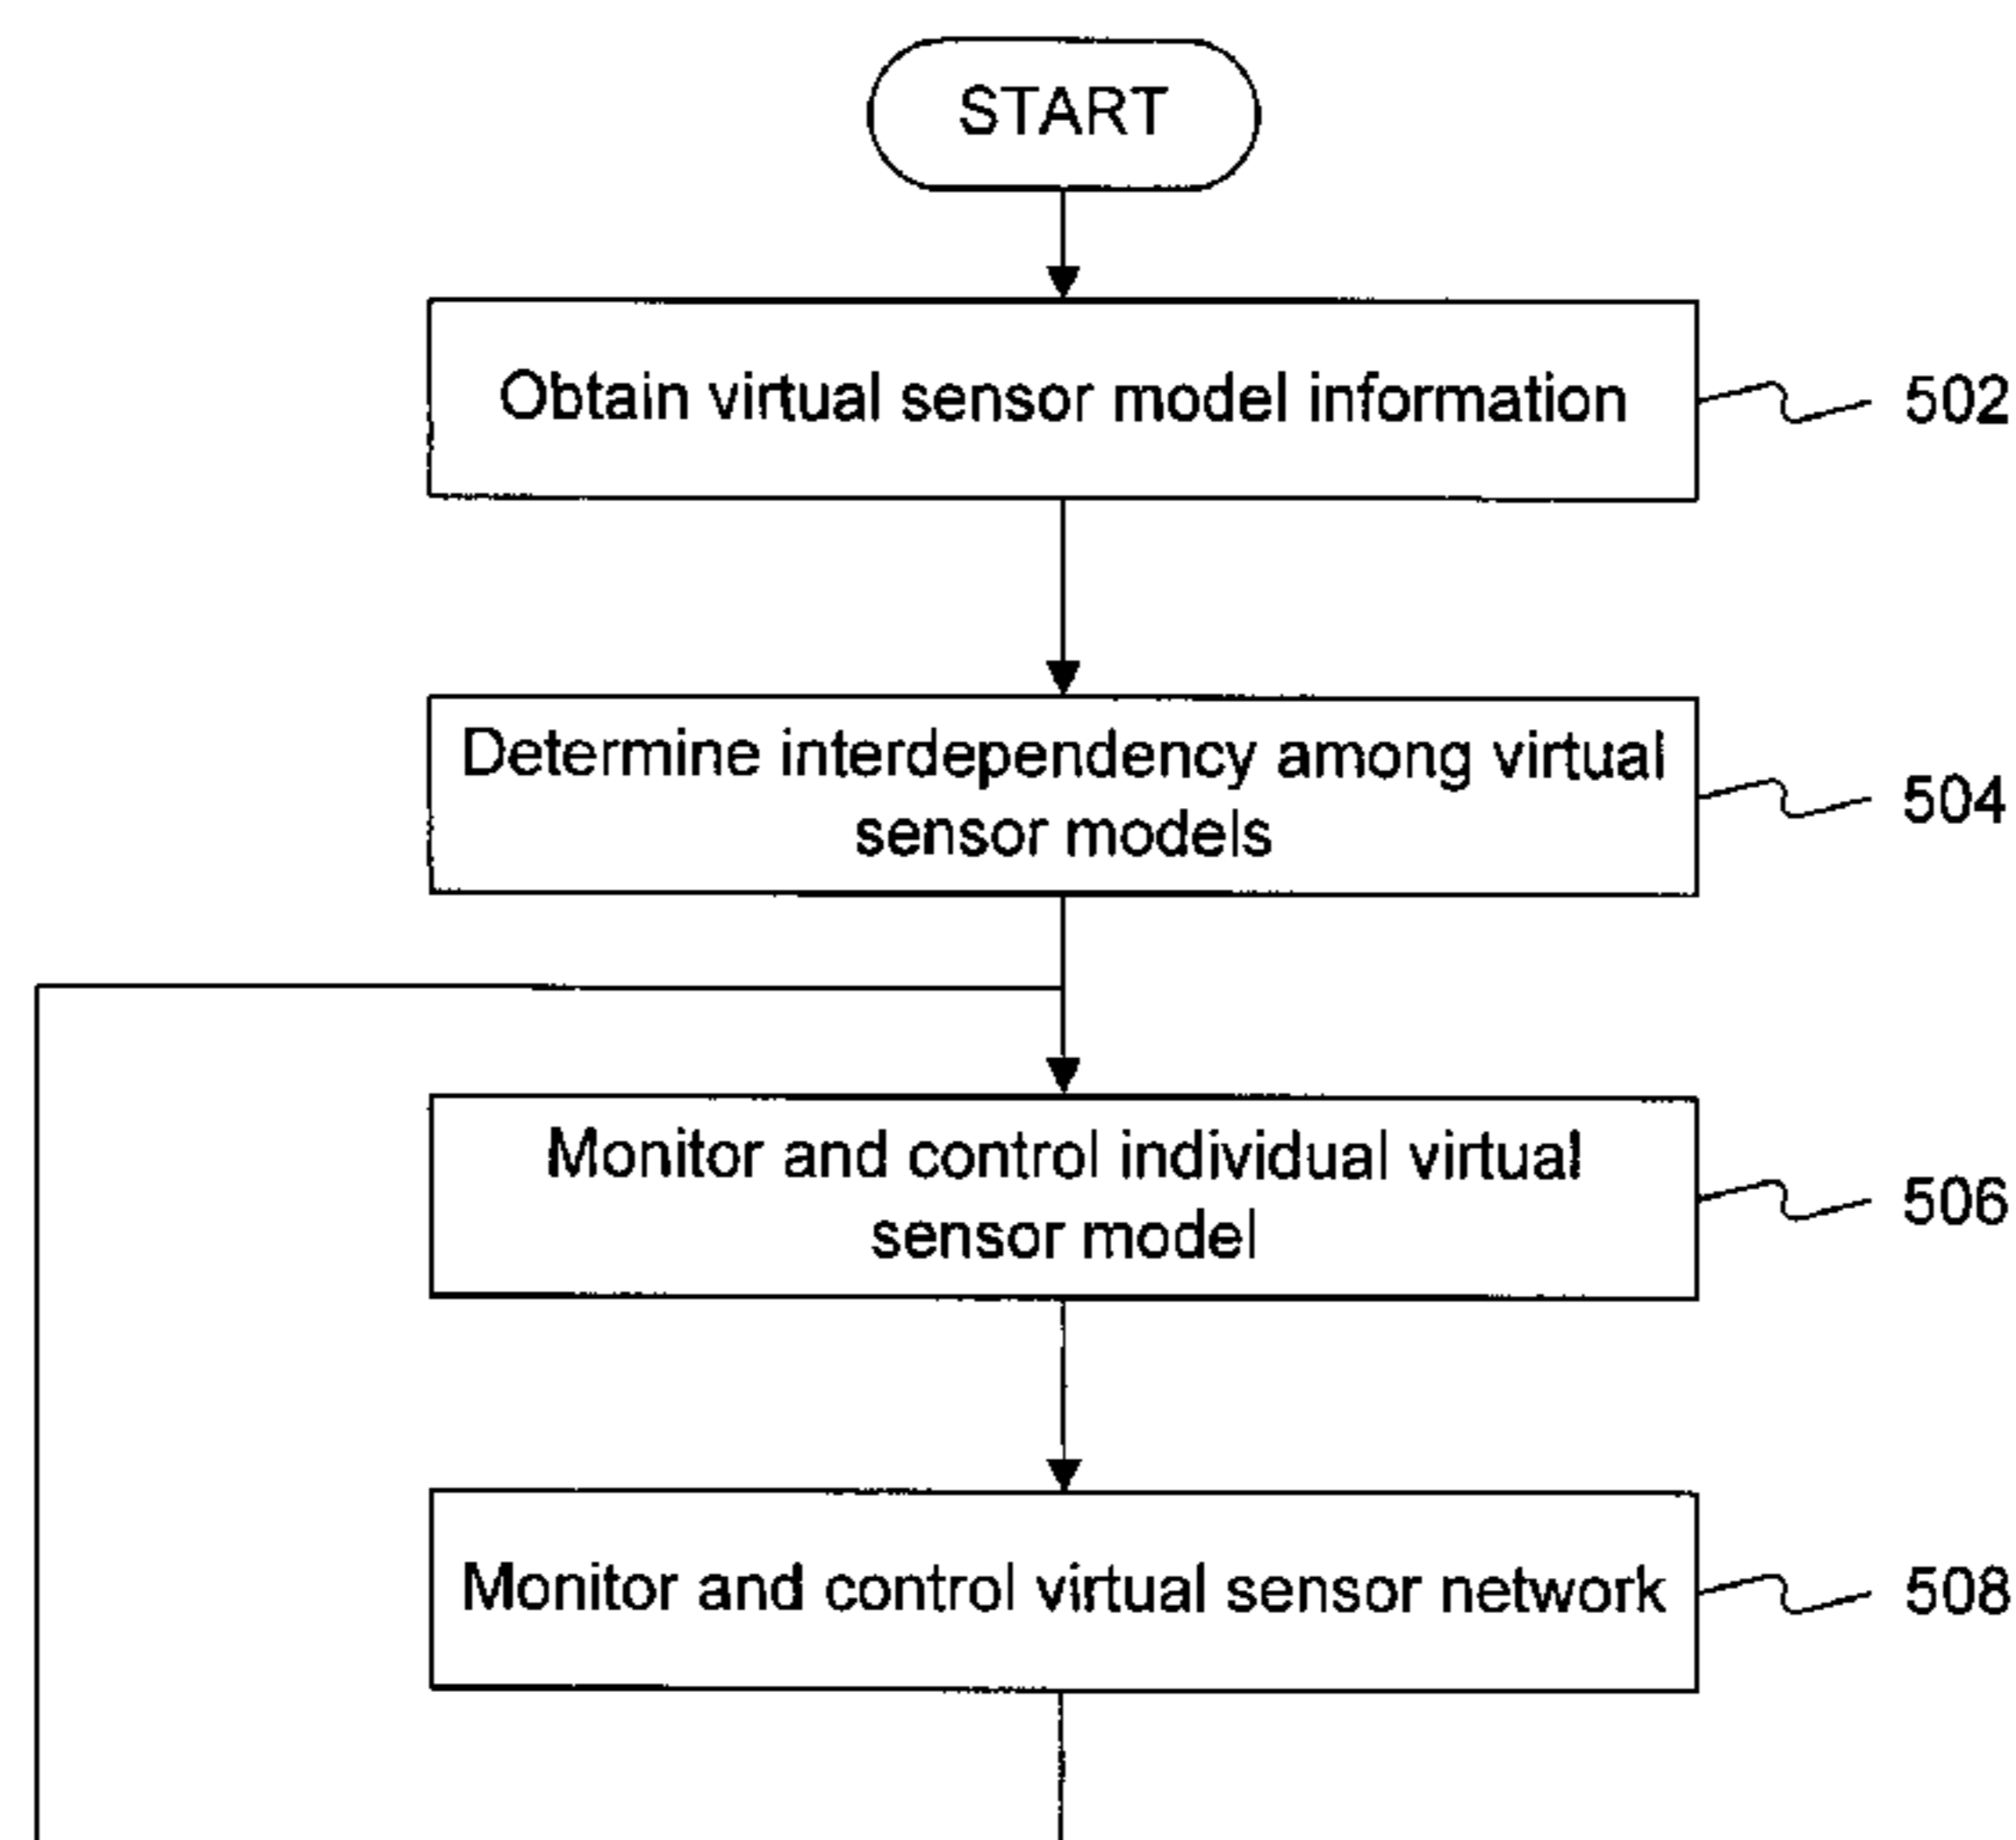 START
Obtain virtual sensor model information
502
Determine interdependency among virtual
sensor models
504
Monitor and control individual virtual
sensor model
506
Monitor and control virtual sensor network
508